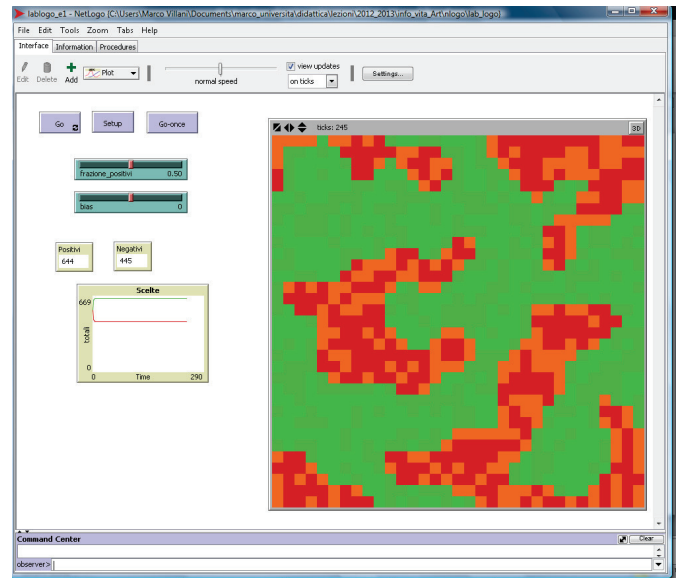 lablogo_e1 - NetLogo {C:\Users\Marco Villani\Documents\marco_universita\didattica\lezioni\2012_2013\info_vita_Art\nlogo\lab_logo}
File Edit Tools Zoom Tabs Help
Interface Information Procedures
Edit Delete Add Plot normal speed view updates on ticks Settings...
Go Setup Go-once
ticks: 245 3D
frazione_positivi 0.50
bias 0
Positivi Negativi
644 445
Scelte
669
totali
0
0 Time 290
Command Center Clear
observer>